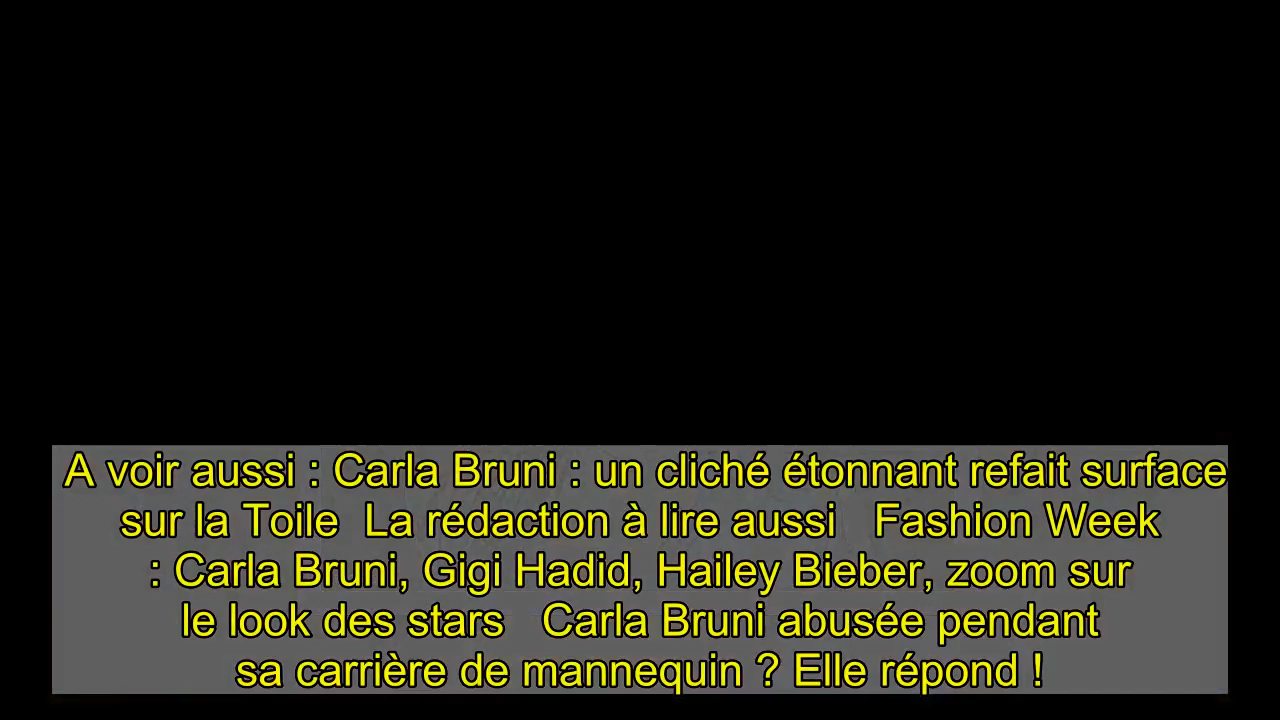 A voir aussi : Carla Bruni : un cliché étonnant refait surface
sur la Toile  La rédaction à lire aussi   Fashion Week
: Carla Bruni, Gigi Hadid, Hailey Bieber, zoom sur
le look des stars   Carla Bruni abusée pendant
sa carrière de mannequin ? Elle répond !